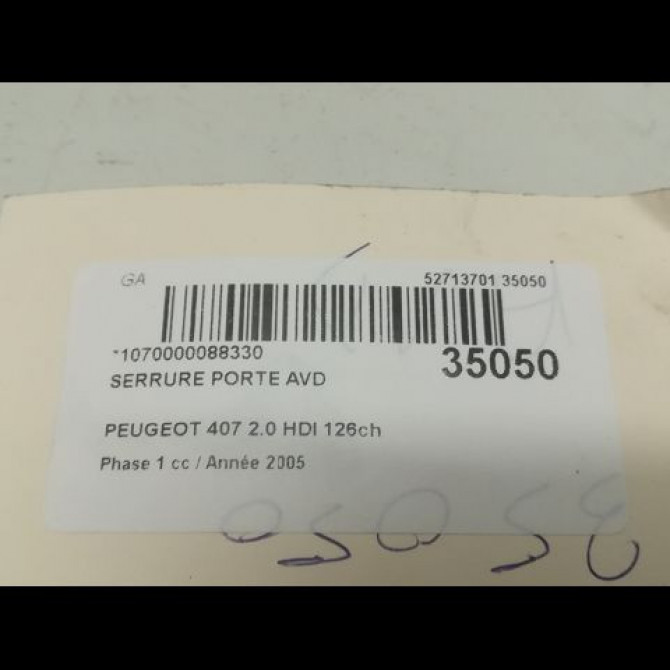 GA 52713701 35050
*1070000088330 35050
SERRURE PORTE AVD
PEUGEOT 407 2.0 HDI 126ch
Phase 1 cc / Année 2005
35050